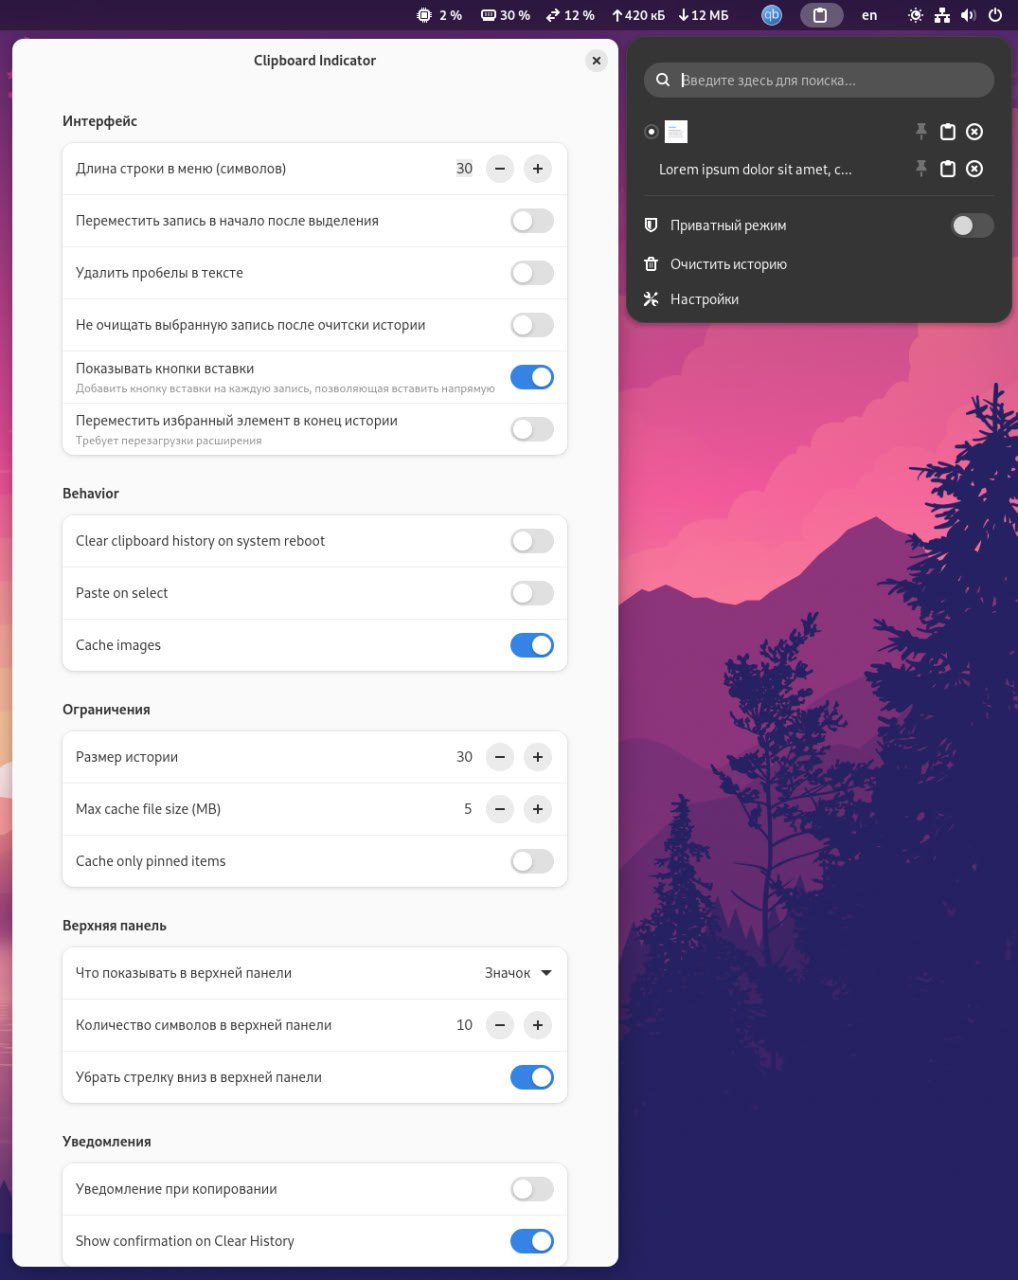 2 %
30 %
12 %
420 кБ
12 МБ
qb
en
Clipboard Indicator
Интерфейс
Длина строки в меню (символов)
30
Переместить запись в начало после выделения
Удалить пробелы в тексте
Не очищать выбранную запись после очитски истории
Показывать кнопки вставки
Добавить кнопку вставки на каждую запись, позволяющая вставить напрямую
Переместить избранный элемент в конец истории
Требует перезагрузки расширения
Behavior
Clear clipboard history on system reboot
Paste on select
Cache images
Ограничения
Размер истории
30
Max cache file size (MB)
5
Cache only pinned items
Верхняя панель
Что показывать в верхней панели
Значок
Количество символов в верхней панели
10
Убрать стрелку вниз в верхней панели
Уведомления
Уведомление при копировании
Show confirmation on Clear History
Введите здесь для поиска...
Lorem ipsum dolor sit amet, c...
Приватный режим
Очистить историю
Настройки